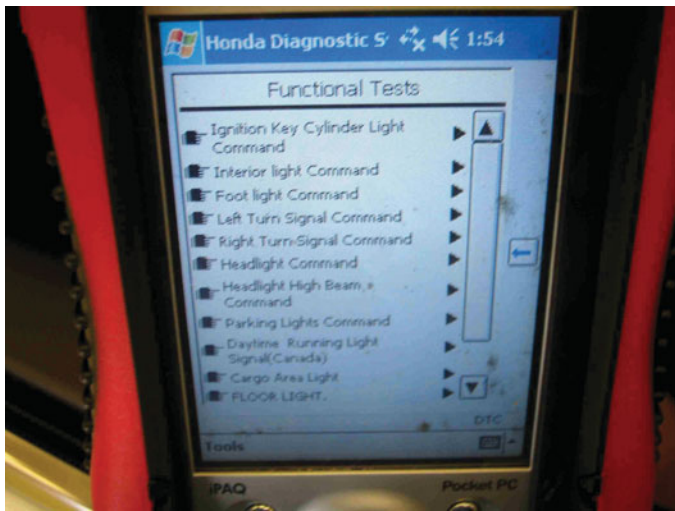 Honda Diagnostic S 1:54
Functional Tests
Ignition Key Cylinder Light
Command
Interior light Command
Foot light Command
Left Turn Signal Command
Right Turn-Signal Command
Headlight Command
Headlight High Beam
Command
Parking Lights Command
Daytime Running Light
Signal(Canada)
Cargo Area Light
FLOOR LIGHT.
DTC
Tools
iPAQ Pocket PC